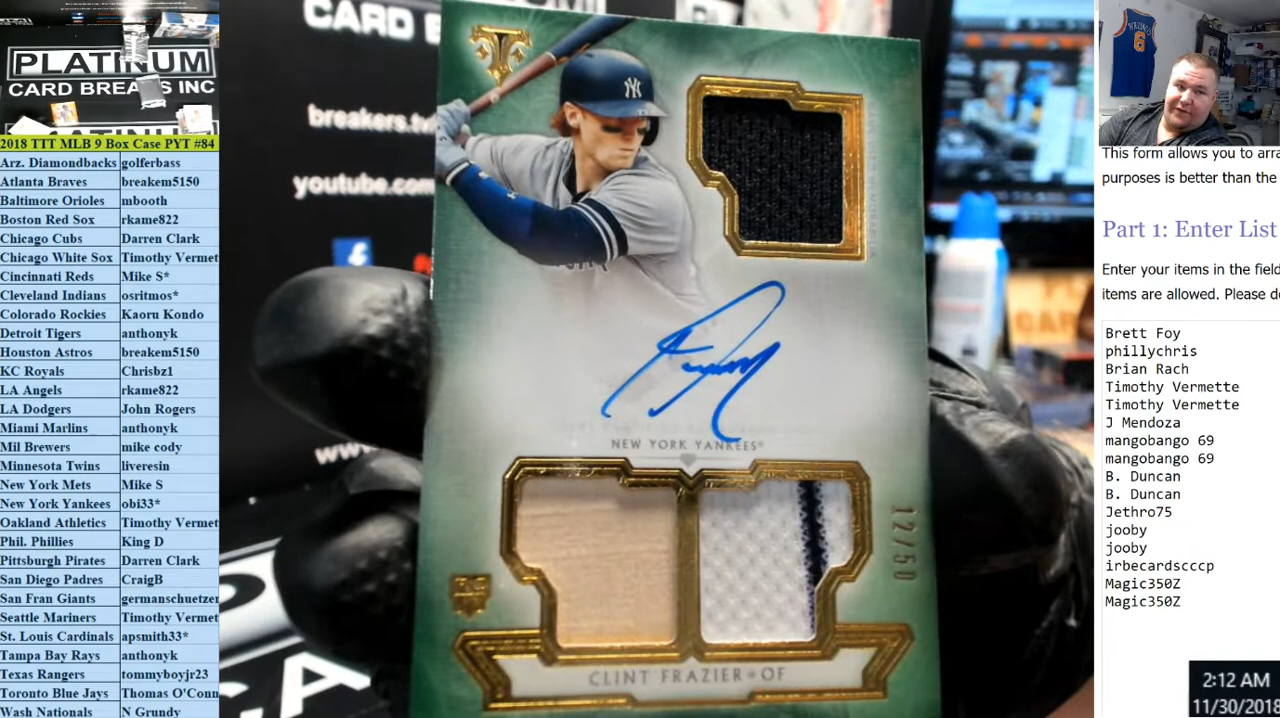 PLATINUM
CARD BREAKS INC
2018 TTT MLB 9 Box Case PYT #84
Arz. Diamondbacks golferbass
Atlanta Braves breakem5150
Baltimore Orioles mbooth
Boston Red Sox rkame822
Chicago Cubs Darren Clark
Chicago White Sox Timothy Vermet
Cincinnati Reds Mike S*
Cleveland Indians osritmos*
Colorado Rockies Kaoru Kondo
Detroit Tigers anthonyk
Houston Astros breakem5150
KC Royals Chrisbz1
LA Angels rkame822
LA Dodgers John Rogers
Miami Marlins anthonyk
Mil Brewers mike cody
Minnesota Twins liveresin
New York Mets Mike S
New York Yankees obi33*
Oakland Athletics Timothy Vermet
Phil. Phillies King D
Pittsburgh Pirates Darren Clark
San Diego Padres CraigB
San Fran Giants germanschuetzer
Seattle Mariners Timothy Vermet
St. Louis Cardinals apsmith33*
Tampa Bay Rays anthonyk
Texas Rangers tommyboyjr23
Toronto Blue Jays Thomas O'Conn
Wash Nationals N Grundy
CARD B
breakers.tv/
youtube.com/
www
NY
NEW YORK YANKEES®
12/50
RC
CLINT FRAZIER • OF
6
This form allows you to arra
purposes is better than the
Part 1: Enter List
Enter your items in the field
items are allowed. Please de
Brett Foy
phillychris
Brian Rach
Timothy Vermette
Timothy Vermette
J Mendoza
mangobango 69
mangobango 69
B. Duncan
B. Duncan
Jethro75
jooby
jooby
irbecardscccp
Magic350Z
Magic350Z
2:12 AM
11/30/2018